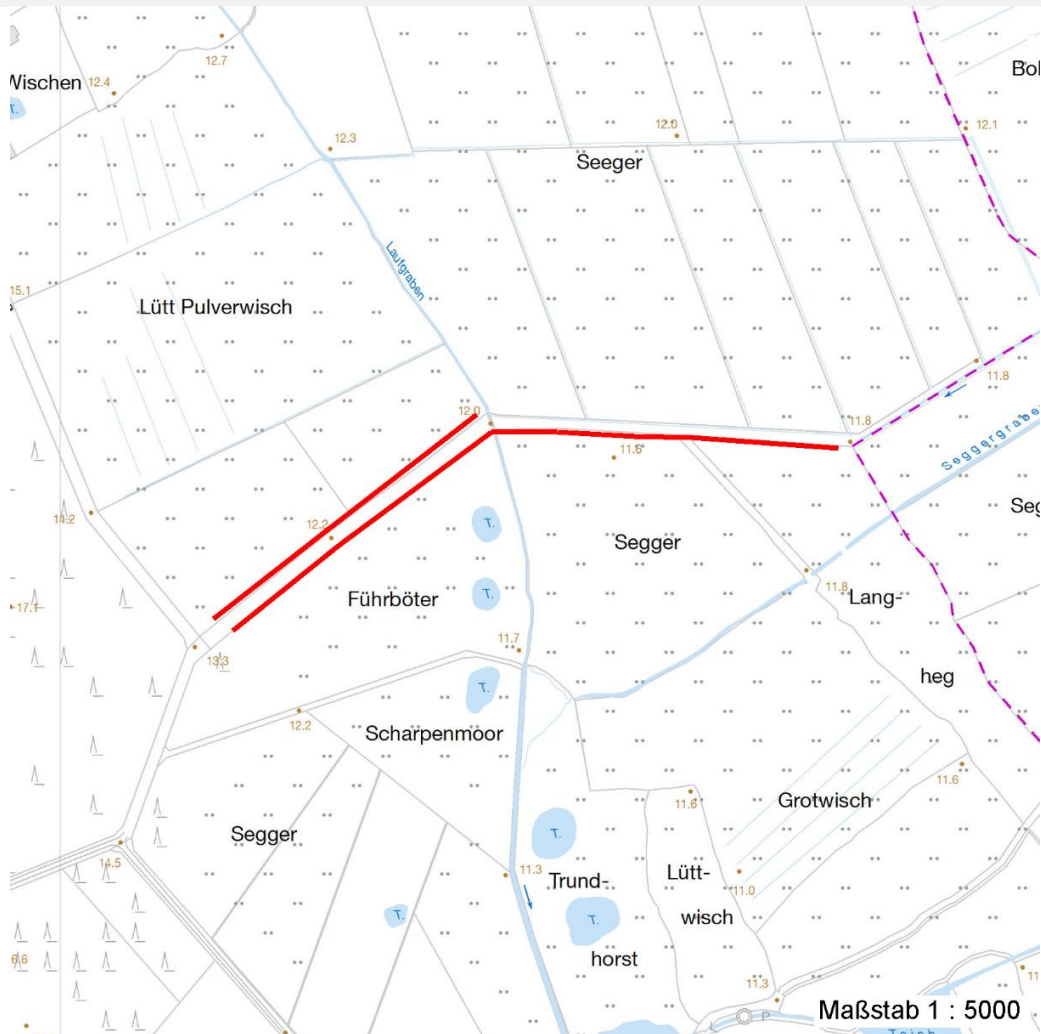 12.7
Wischen
12.4
T.
12.3
12.0
12.1
Seeger
Laufgraben
15.1
Lütt Pulverwisch
11.8
12.0
11.8
11.6
Seggergraben
14.2
12.2
T.
Segger
Seg
17.1
Führböter
T.
11.8
Lang-
13.3
11.7
heg
T.
12.2
Scharpenmoor
11.6
11.6
Grotwisch
Segger
T.
14.5
11.3
Trund-
Lütt-
11.0
T.
T.
wisch
horst
11.3
Maßstab 1 : 5000
P